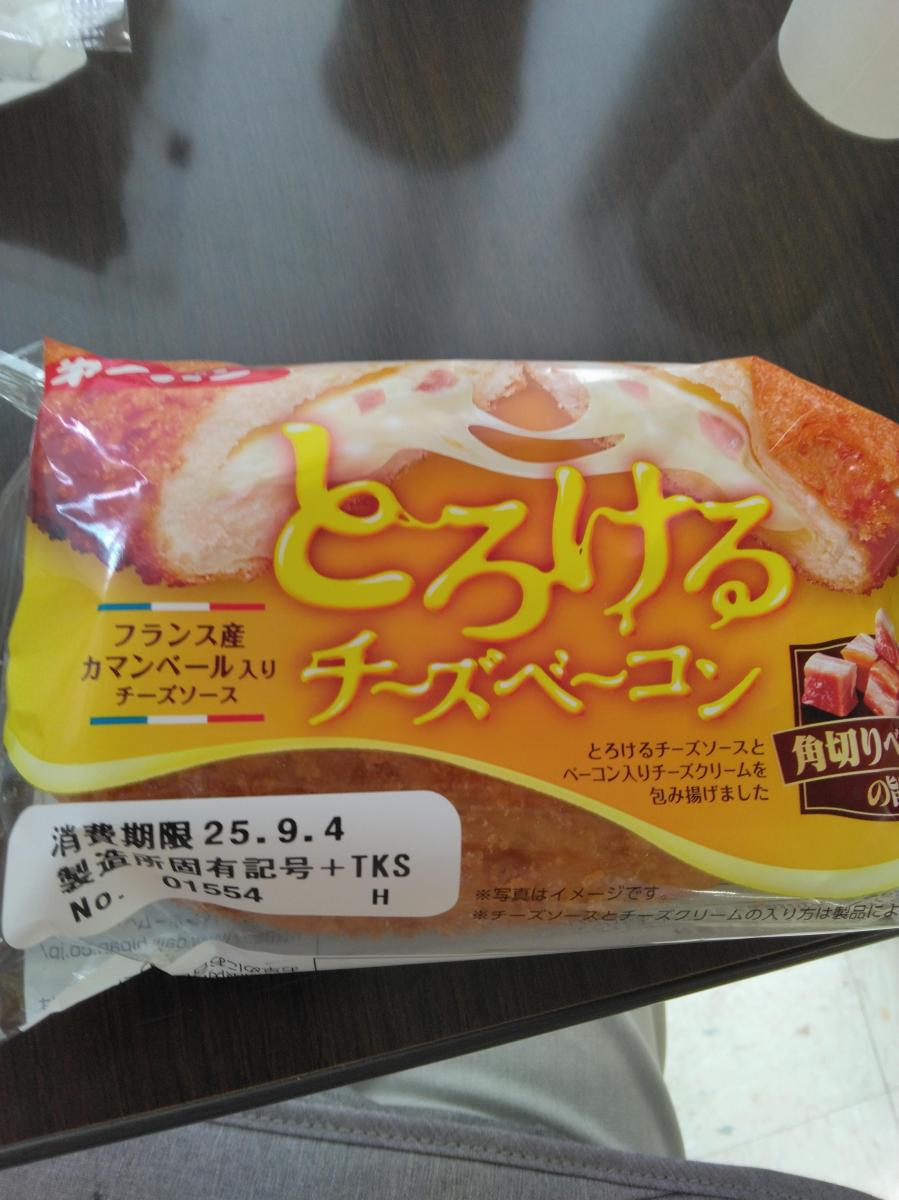 第一パン
とろける
チーズベーコン
フランス産
カマンベール入り
チーズソース
とろけるチーズソースと
ベーコン入りチーズクリームを
包み揚げました
角切りベ
の旨
消費期限 25.9.4
製造所固有記号+TKS
NO. 01554 H
※写真はイメージです。
※チーズソースとチーズクリームの入り方は製品によ